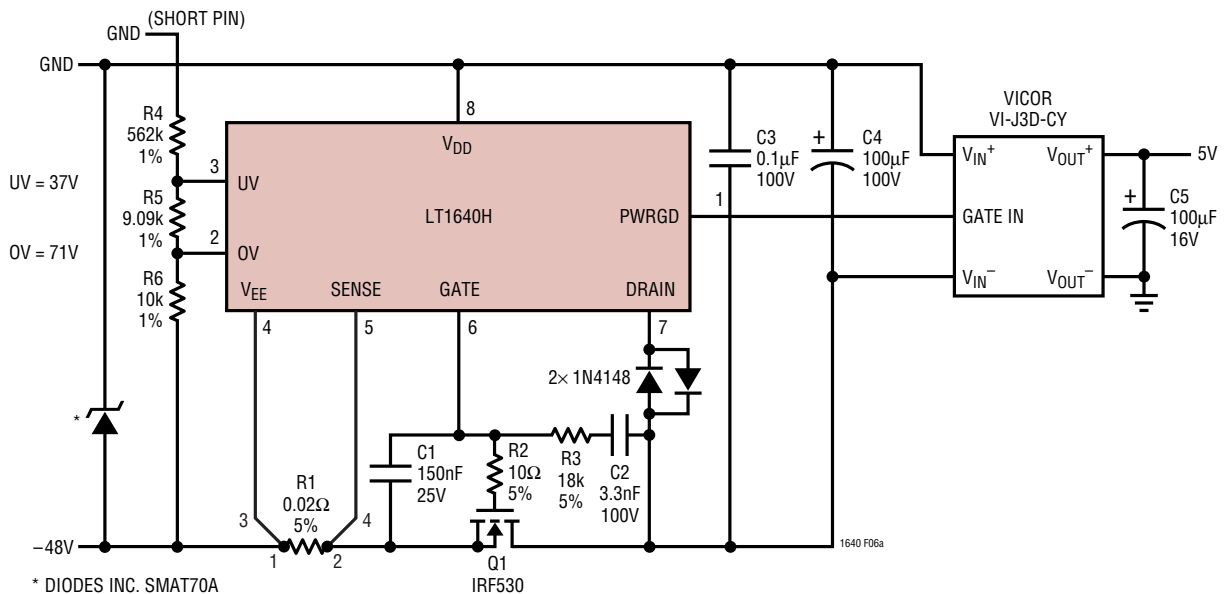 (SHORT PIN)
GND
GND
R4
562k
1%
UV = 37V
R5
9.09k
1%
OV = 71V
R6
10k
1%
3
2
8
VDD
UV
LT1640H
PWRGD
OV
VEE
SENSE
GATE
DRAIN
4
5
6
7
1
C3
0.1µF
100V
+
C4
100µF
100V
VICOR
VI-J3D-CY
VIN+
VOUT+
GATE IN
VIN–
VOUT–
5V
+
C5
100µF
16V
2× 1N4148
*
R1
0.02Ω
5%
3
4
1
2
C1
150nF
25V
R2
10Ω
5%
R3
18k
5%
C2
3.3nF
100V
–48V
Q1
IRF530
1640 F06a
* DIODES INC. SMAT70A